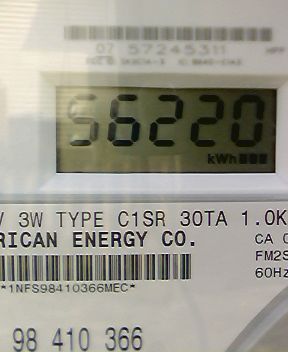 07 57245311
56220
kWh
V 3W TYPE C1SR 30TA 1.0K
RICAN ENERGY CO.
CA 0
FM2S
60Hz
*1NFS98410366MEC*
98 410 366